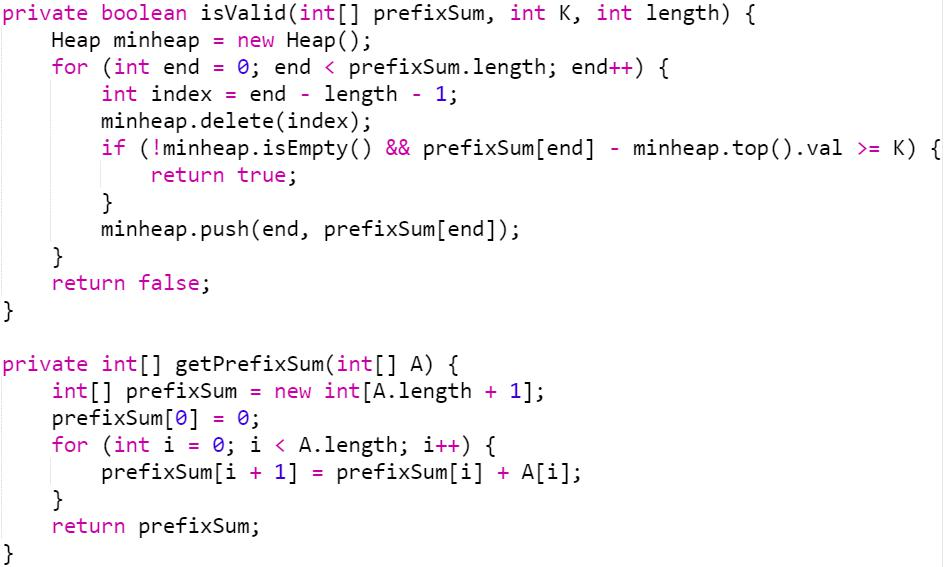 private boolean isValid(int[] prefixSum, int K, int length) {
    Heap minheap = new Heap();
    for (int end = 0; end < prefixSum.length; end++) {
        int index = end - length - 1;
        minheap.delete(index);
        if (!minheap.isEmpty() && prefixSum[end] - minheap.top().val >= K) {
            return true;
        }
        minheap.push(end, prefixSum[end]);
    }
    return false;
}

private int[] getPrefixSum(int[] A) {
    int[] prefixSum = new int[A.length + 1];
    prefixSum[0] = 0;
    for (int i = 0; i < A.length; i++) {
        prefixSum[i + 1] = prefixSum[i] + A[i];
    }
    return prefixSum;
}